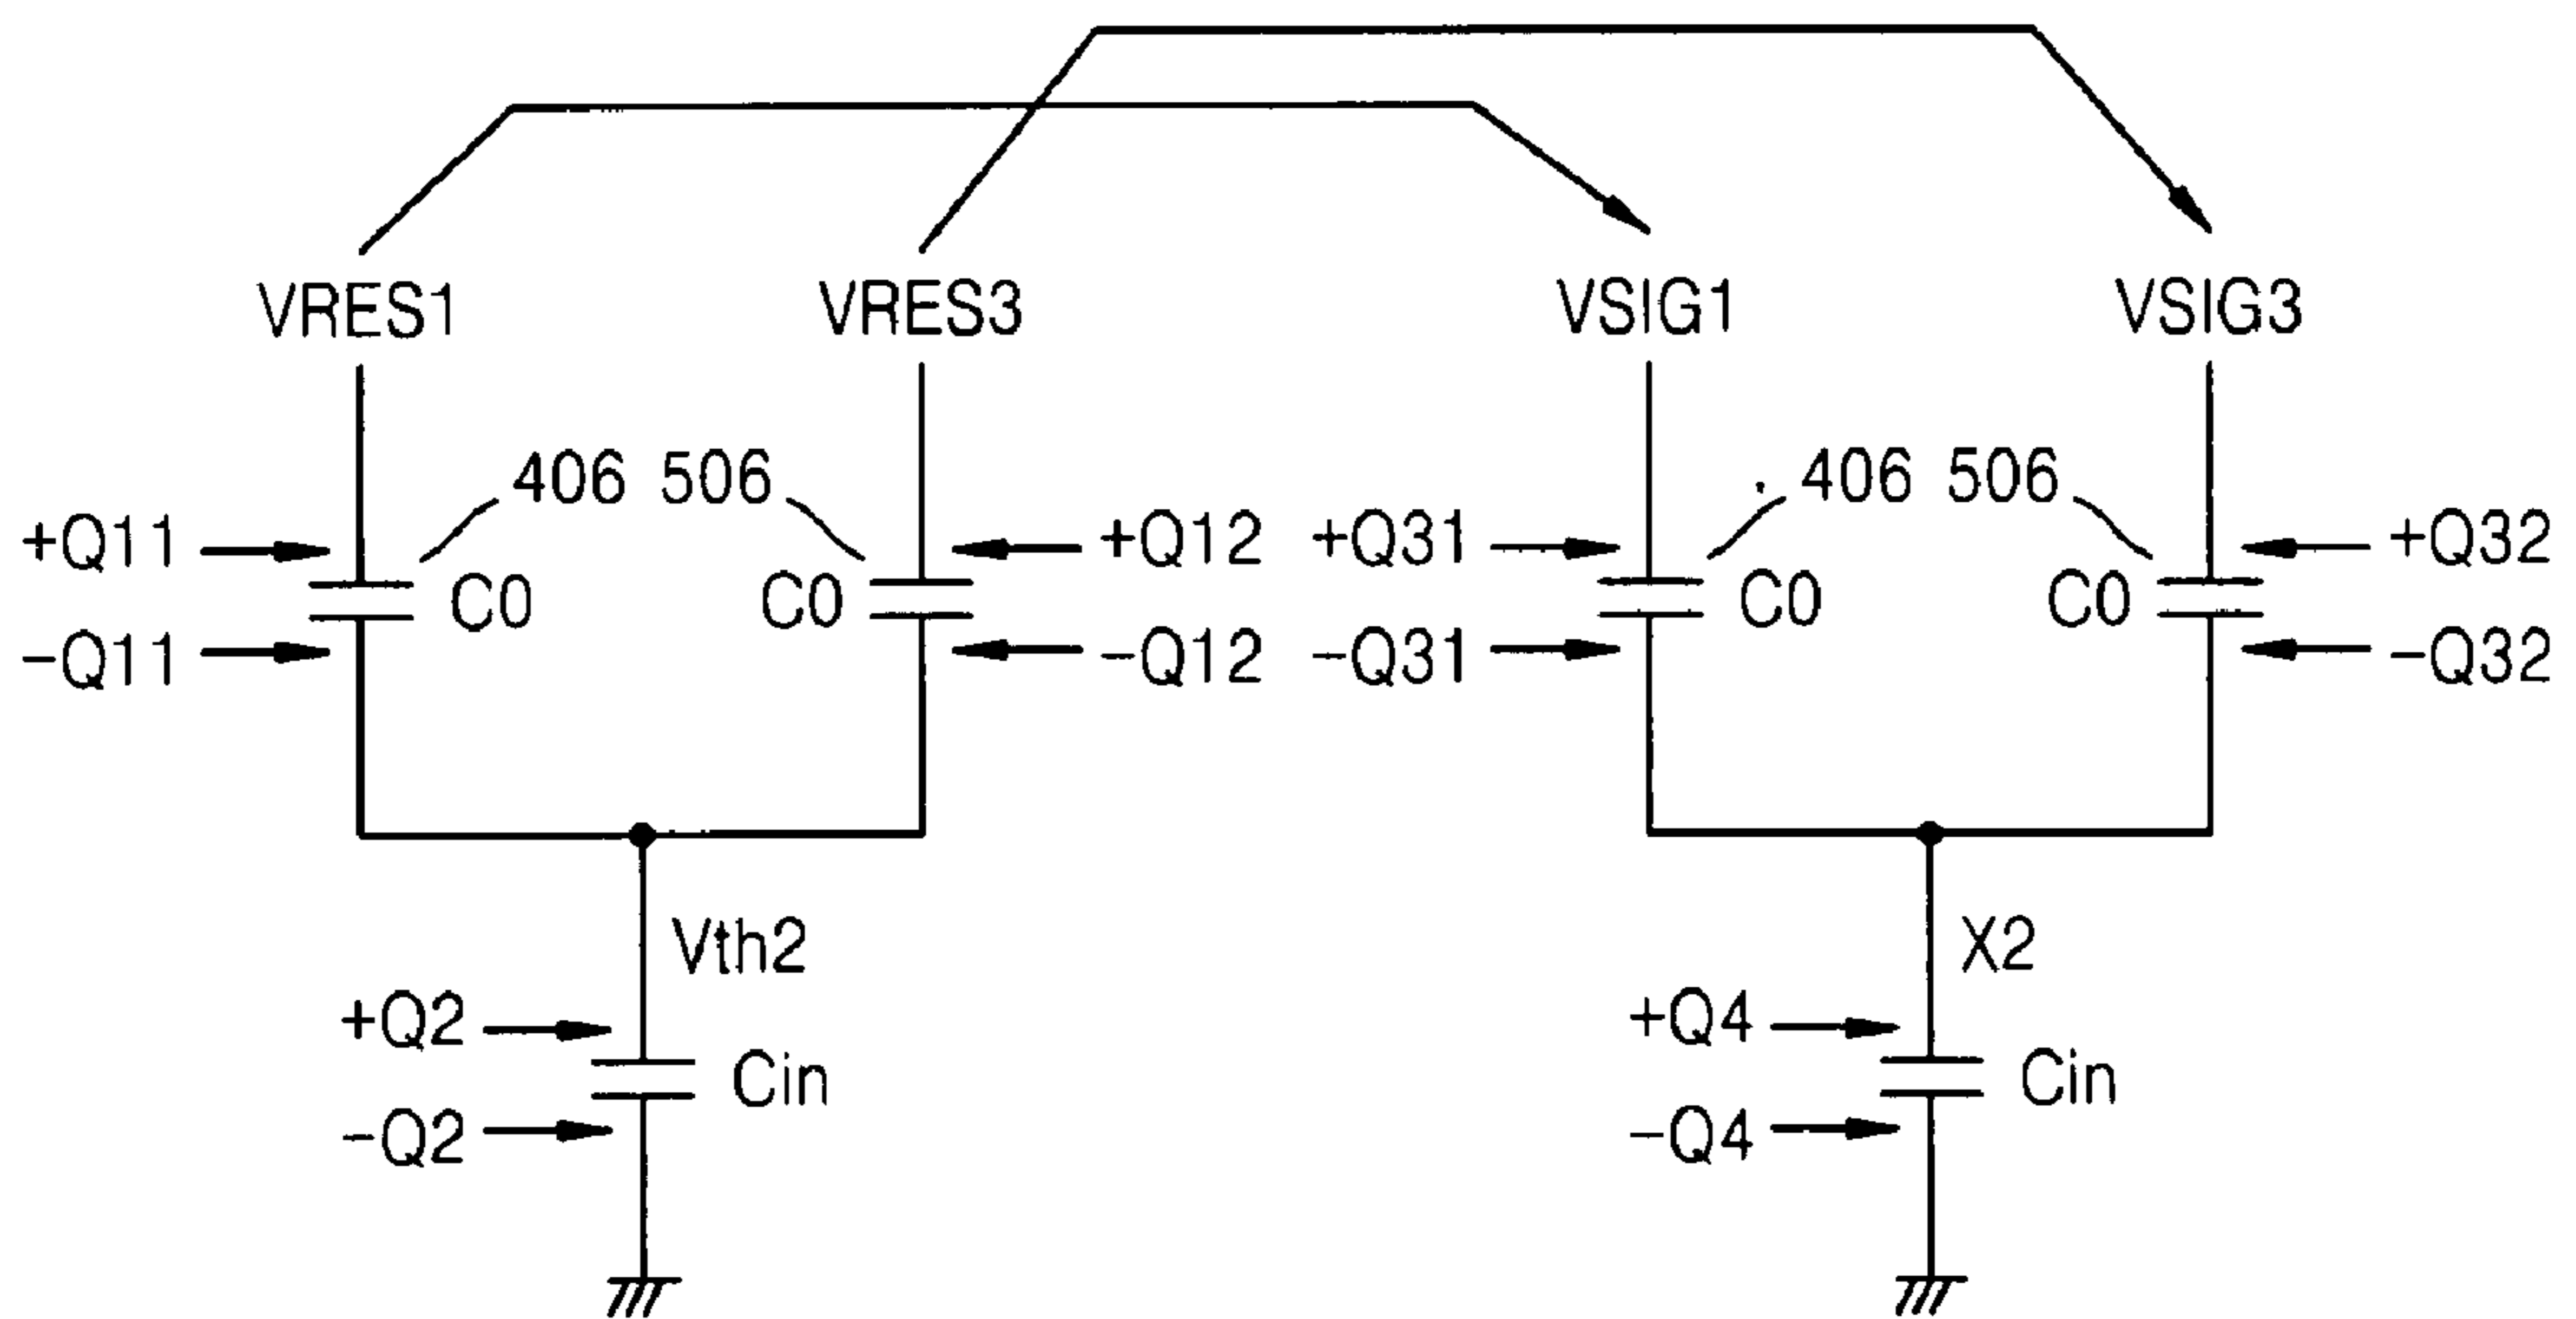 VRES1 VRES3 VSIG1 VSIG3
406 506 406 506
+Q11 +Q12 +Q31 +Q32
C0 C0 C0 C0
−Q11 −Q12 −Q31 −Q32
Vth2 X2
+Q2 +Q4
Cin Cin
−Q2 −Q4